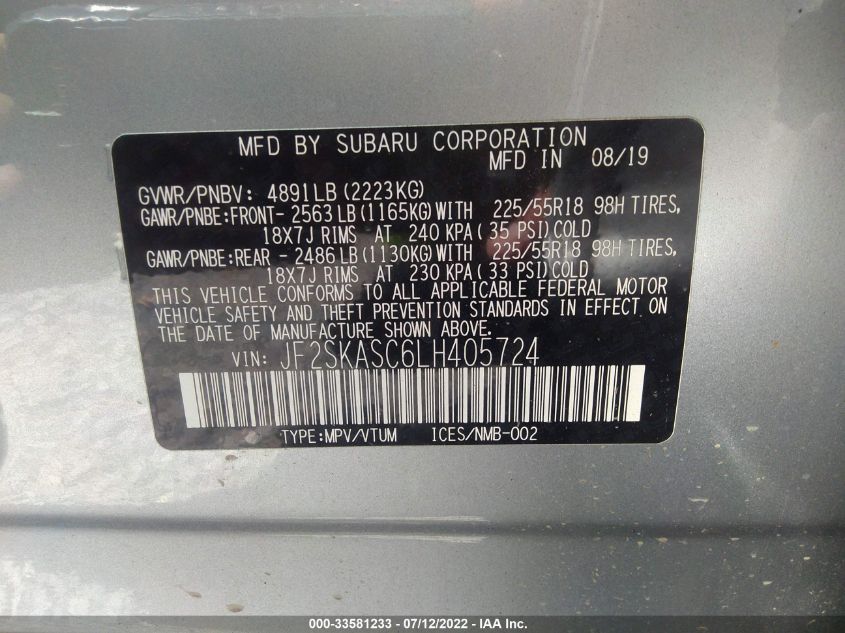 MFD BY SUBARU CORPORATION
MFD IN 08/19
GVWR/PNBV: 4891LB(2223KG)
GAWR/PNBE:FRONT- 2563LB(1165KG)WITH 225/55R18 98H TIRES,
18X7J RIMS AT 240 KPA(35 PSI)COLD
GAWR/PNBE:REAR - 2486LB(1130KG)WITH 225/55R18 98H TIRES,
18X7J RIMS AT 230 KPA(33 PSI)COLD
THIS VEHICLE CONFORMS TO ALL APPLICABLE FEDERAL MOTOR
VEHICLE SAFETY AND THEFT PREVENTION STANDARDS IN EFFECT ON
THE DATE OF MANUFACTURE SHOWN ABOVE.
VIN: JF2SKASC6LH405724
TYPE:MPV/VTUM ICES/NMB-002
000-33581233 - 07/12/2022 - IAA Inc.